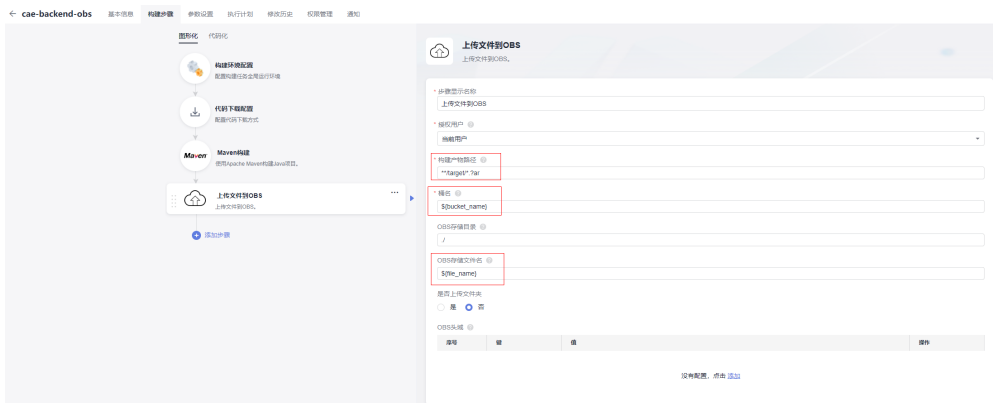 ← cae-backend-obs 基本信息 构建步骤 参数设置 执行计划 修改历史 权限管理 通知
图形化 代码化
构建环境配置
配置构建任务全局运行环境
代码下载配置
配置代码下载方式
Maven
Maven构建
使用Apache Maven构建Java项目。
上传文件到OBS
上传文件到OBS。
添加步骤
上传文件到OBS
上传文件到OBS。
* 步骤显示名称
上传文件到OBS
* 授权用户
当前用户
* 构建产物路径
**/target/*.?ar
* 桶名
${bucket_name}
OBS存储目录
./
OBS存储文件名
${file_name}
是否上传文件夹
是 否
OBS头域
序号 键 值 操作
没有配置，点击 添加